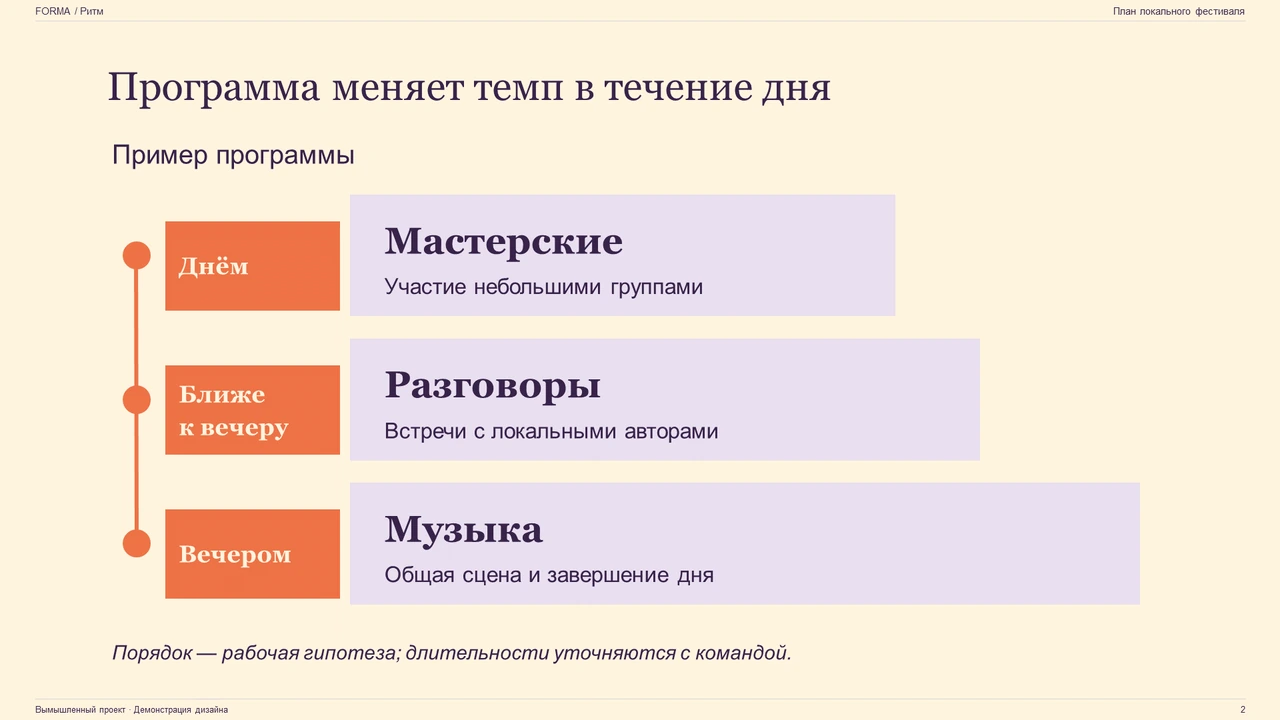 FORMA / Ритм
План локального фестиваля
Программа меняет темп в течение дня
Пример программы
Днём
Мастерские
Участие небольшими группами
Ближе
к вечеру
Разговоры
Встречи с локальными авторами
Вечером
Музыка
Общая сцена и завершение дня
Порядок — рабочая гипотеза; длительности уточняются с командой.
Вымышленный проект · Демонстрация дизайна
2